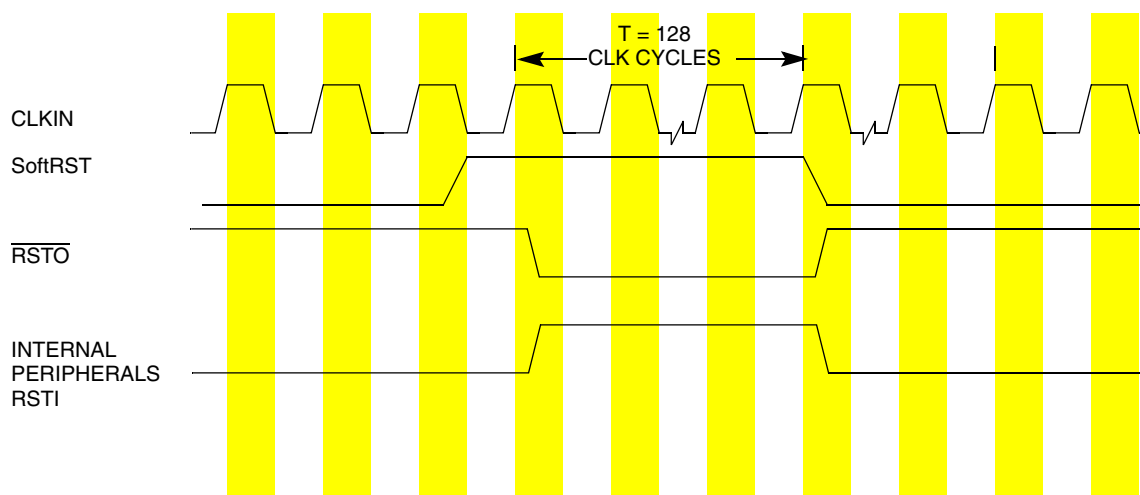 T = 128
CLK CYCLES
CLKIN
SoftRST
RSTO
INTERNAL
PERIPHERALS
RSTI